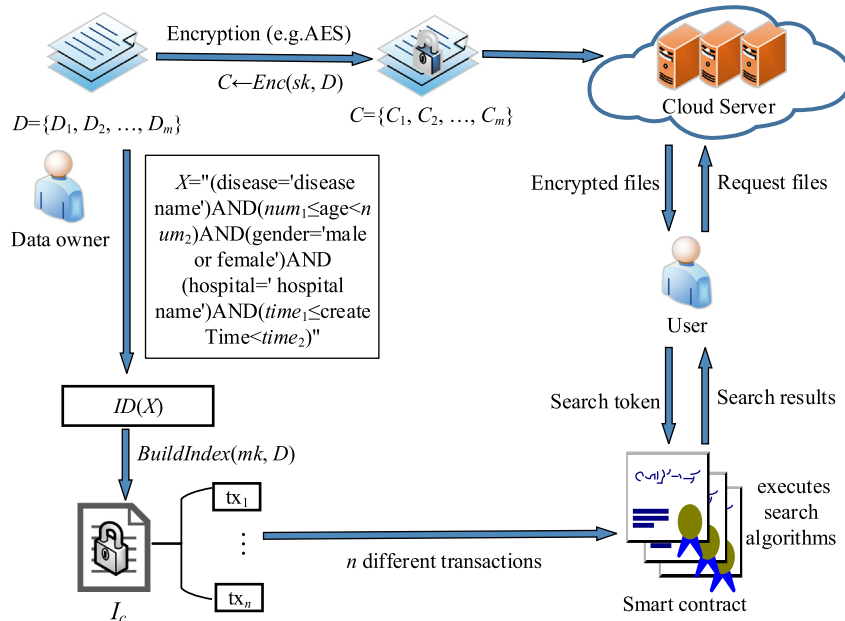 Encryption (e.g.AES)
C←Enc(sk, D)
D={D₁, D₂, …, Dₘ}
C={C₁, C₂, …, Cₘ}
Cloud Server
Data owner
X="(disease='disease
name')AND(num₁≤age<n
um₂)AND(gender='male
or female')AND
(hospital=' hospital
name')AND(time₁≤create
Time<time₂)"
Encrypted files
Request files
User
Search token
Search results
ID(X)
BuildIndex(mk, D)
tx₁
⋮
txₙ
I꜀
n different transactions
executes
search
algorithms
Smart contract